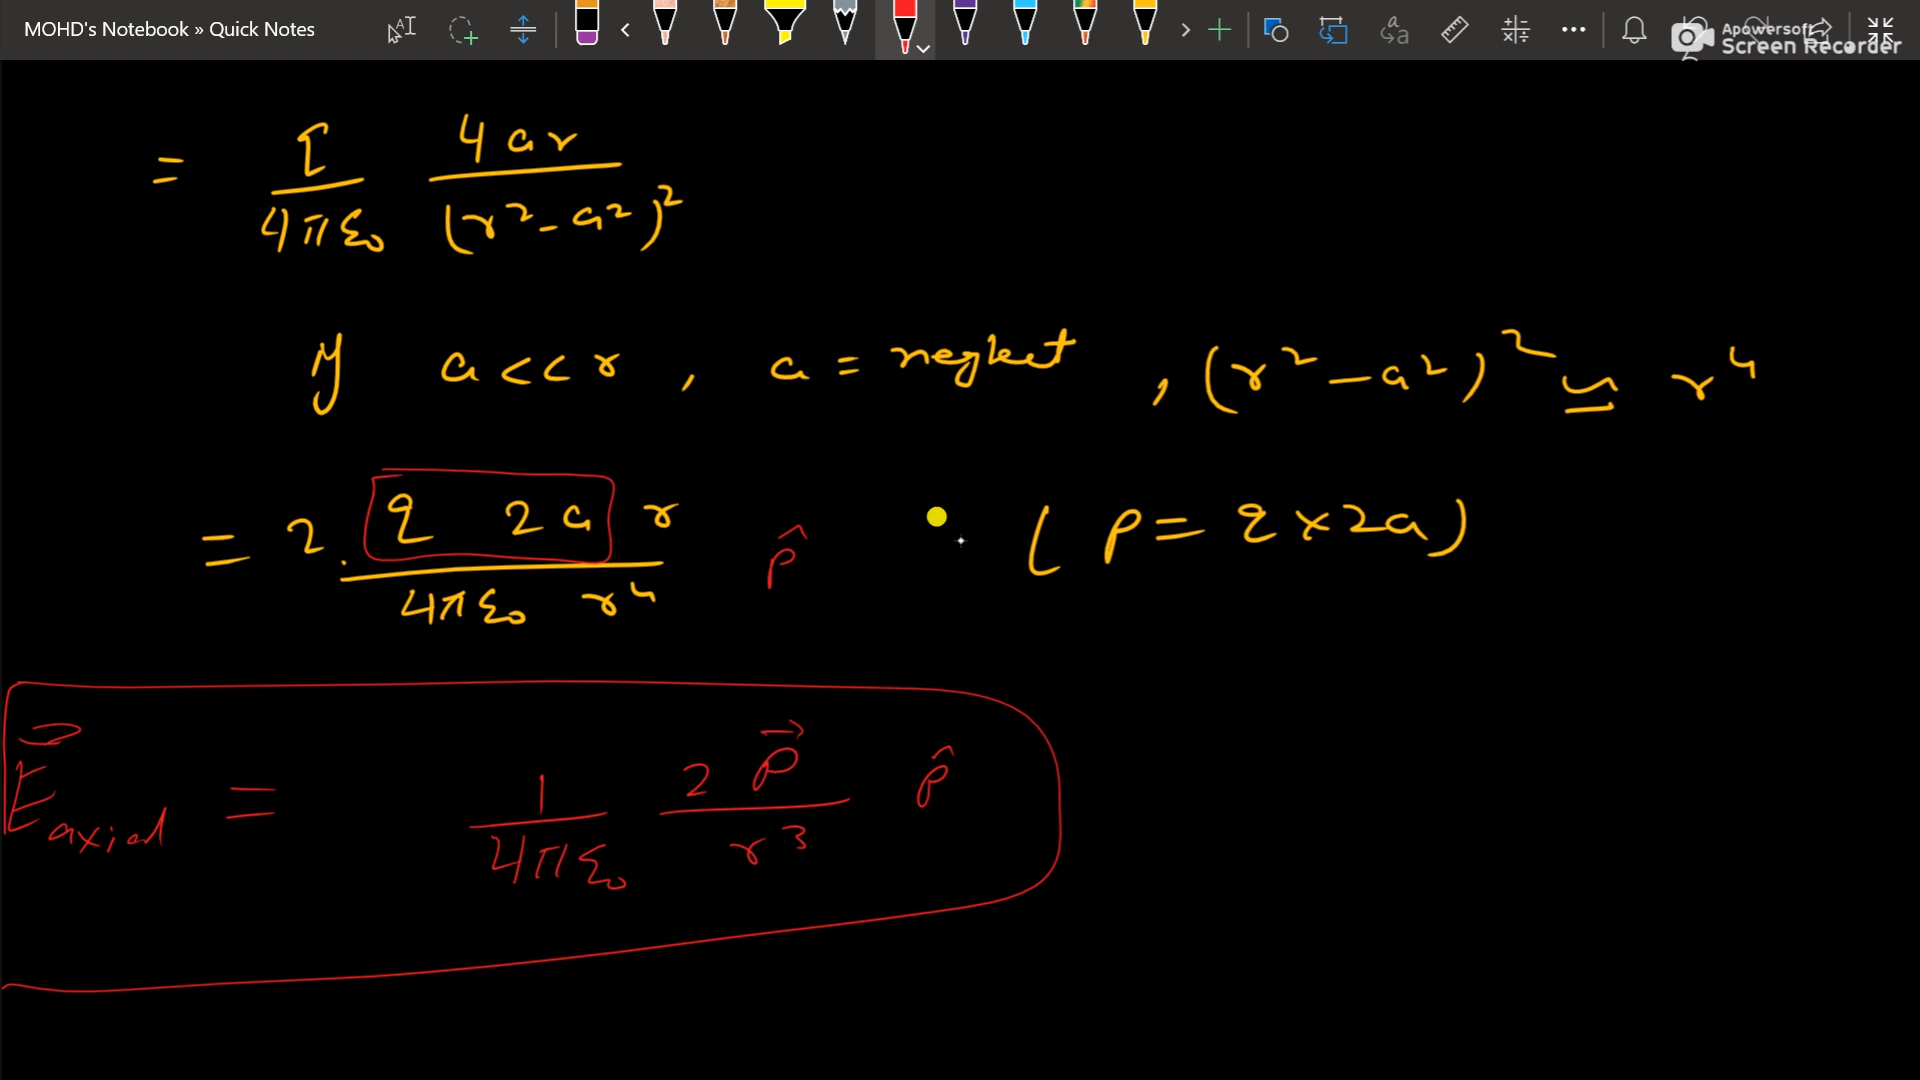 MOHD's Notebook » Quick Notes
Apowersoft
Screen Recorder
= q/4πε₀ 4ar/(r² - a²)²
If a << r , a = neglect , (r² - a²)² ≃ r⁴
= 2 . q 2a r / 4πε₀ r⁴ p̂ ( p = q × 2a )
E⃗ axial = 1/4πε₀ 2 p⃗/r³ p̂